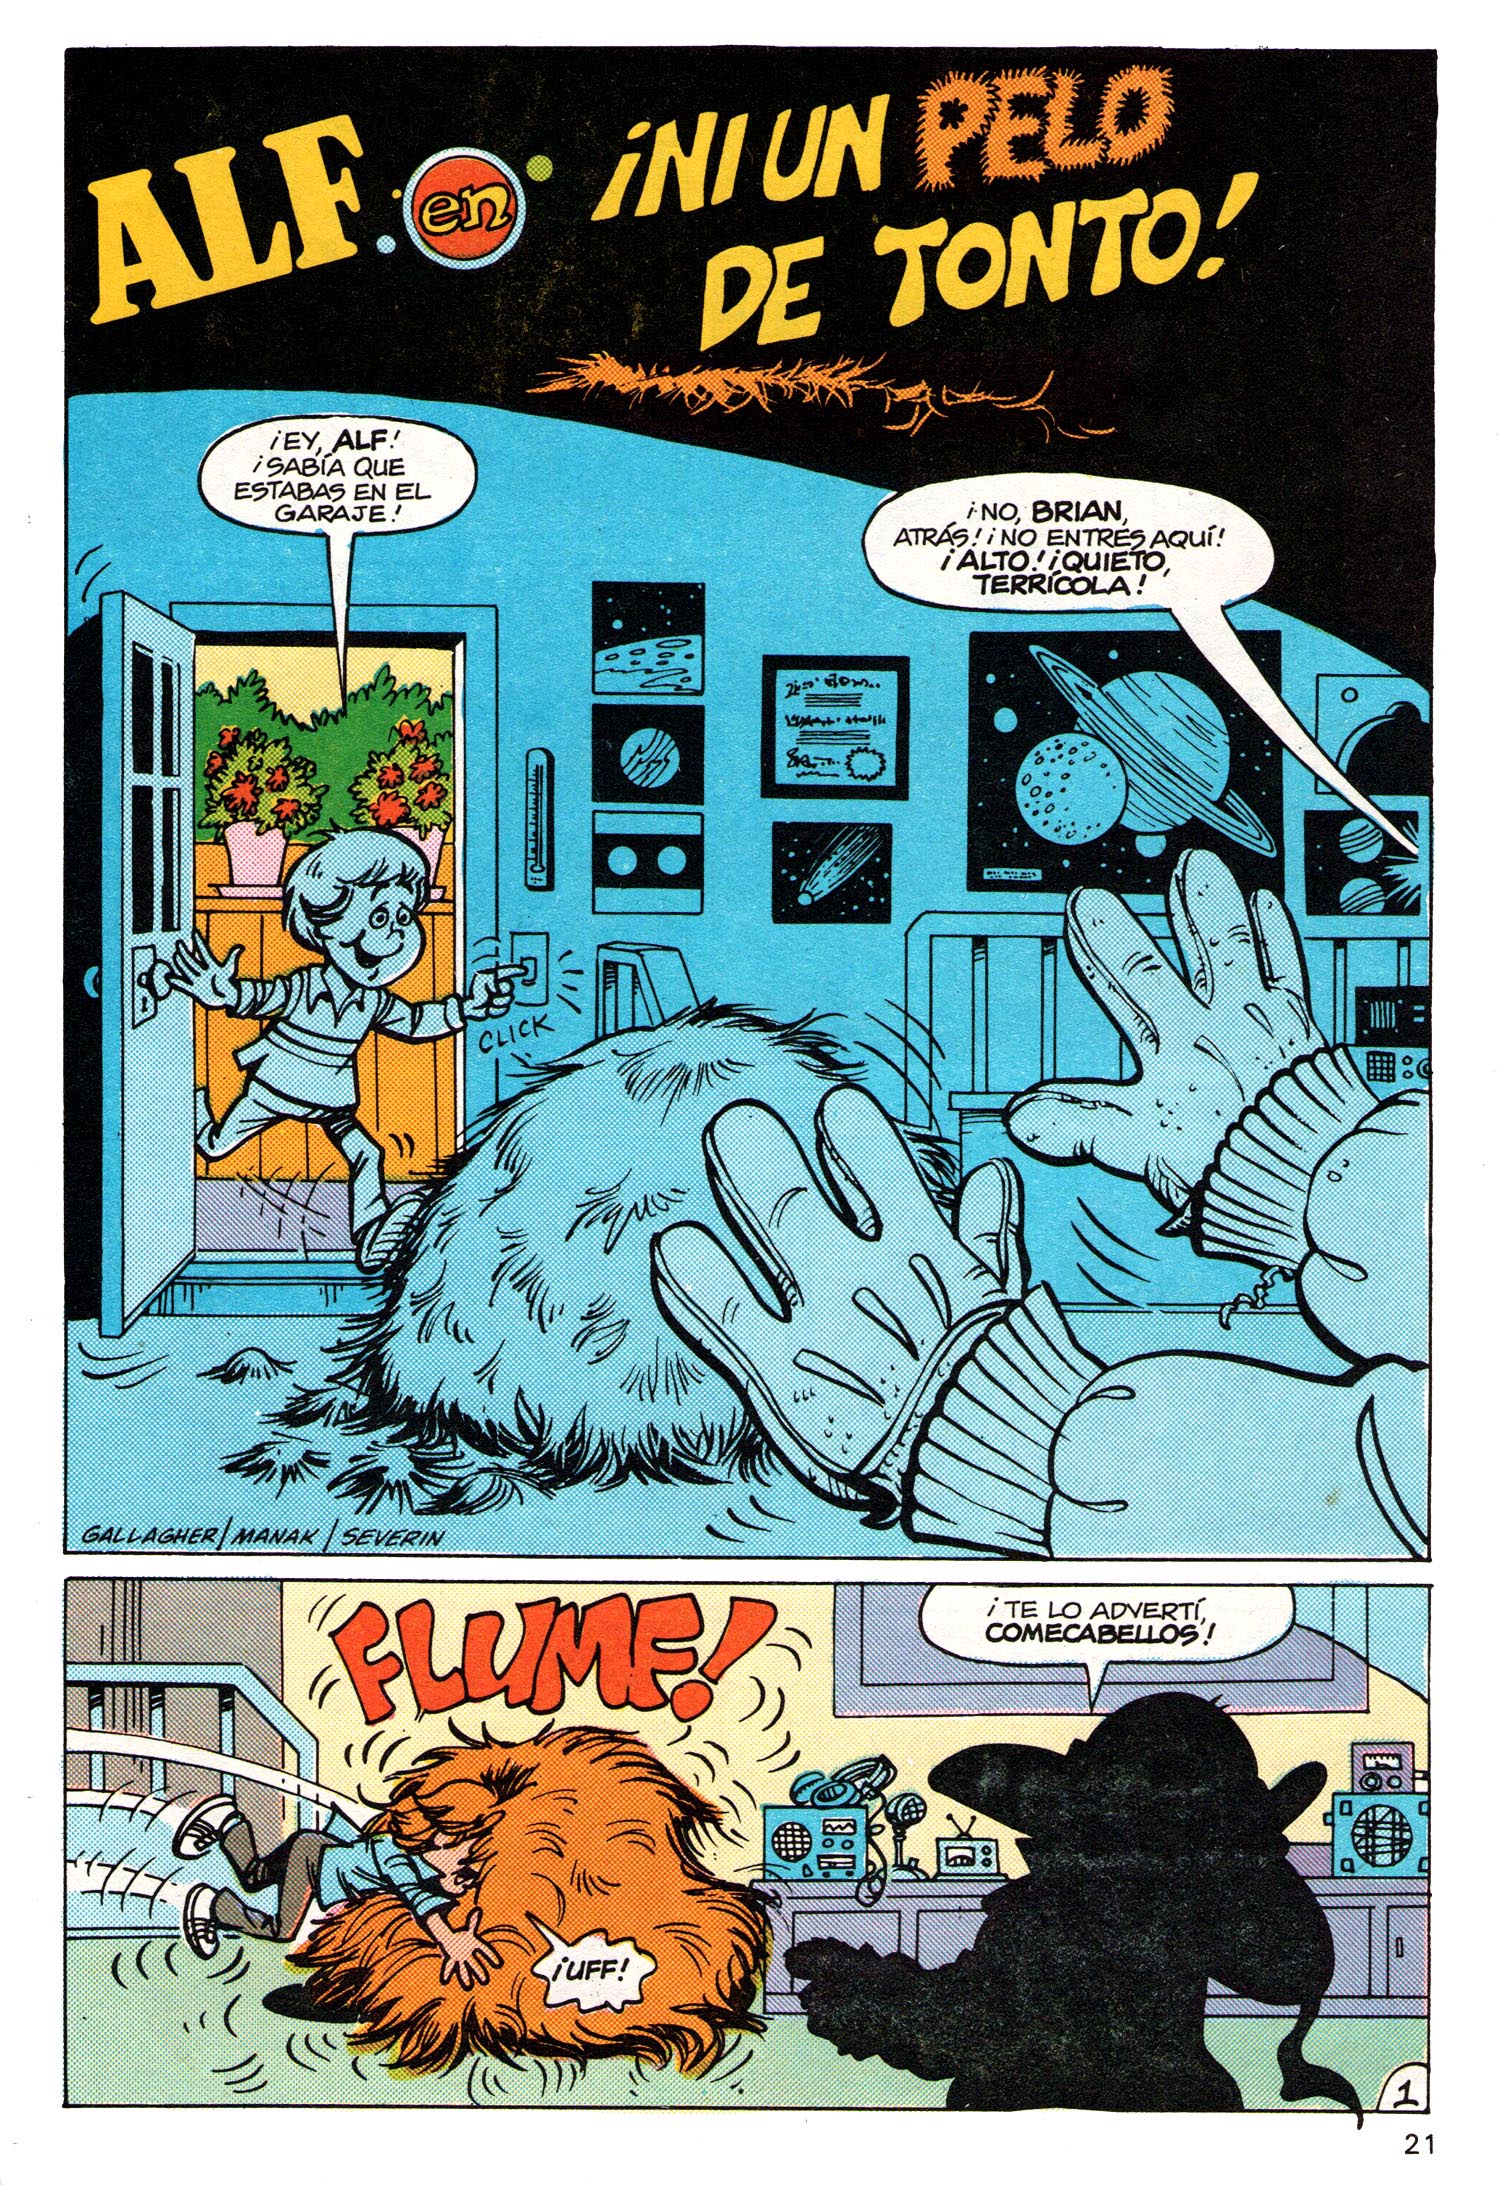 ALF en ¡NI UN PELO
DE TONTO!
¡EY, ALF!
¡SABÍA QUE
ESTABAS EN EL
GARAJE!
¡NO, BRIAN,
ATRÁS! ¡NO ENTRES AQUÍ!
¡ALTO! ¡QUIETO,
TERRÍCOLA!
CLICK
GALLAGHER/MANAK/SEVERIN
FLUMF!
¡TE LO ADVERTÍ,
COMECABELLOS!
¡UFF!
1
21